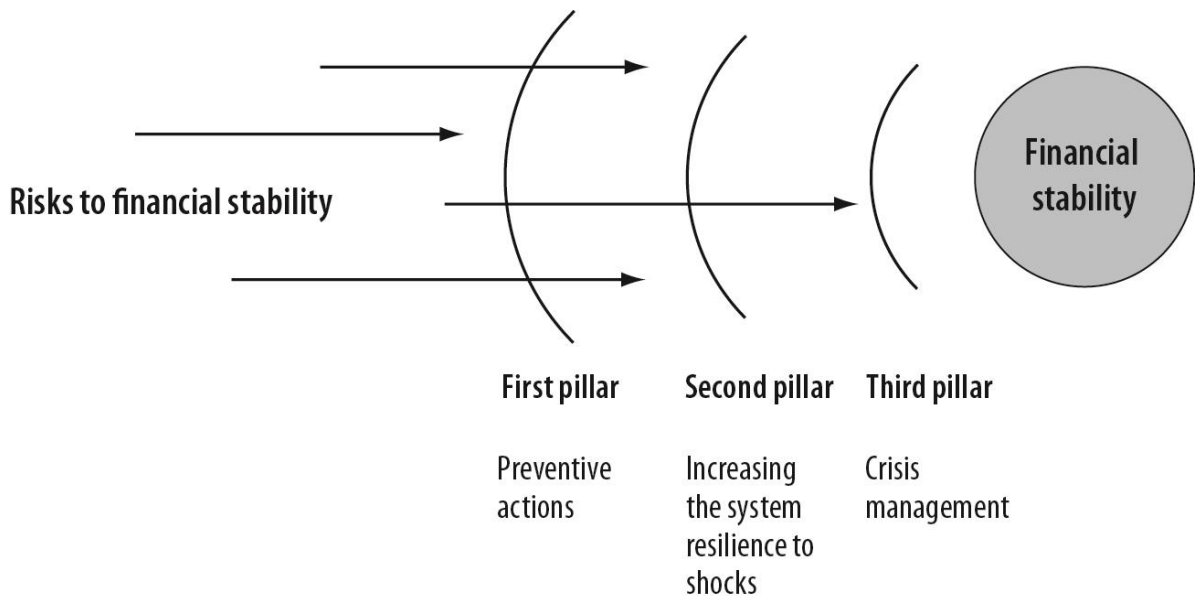 Financial
stability
Risks to financial stability
First pillar
Second pillar
Third pillar
Preventive
actions
Increasing
the system
resilience to
shocks
Crisis
management